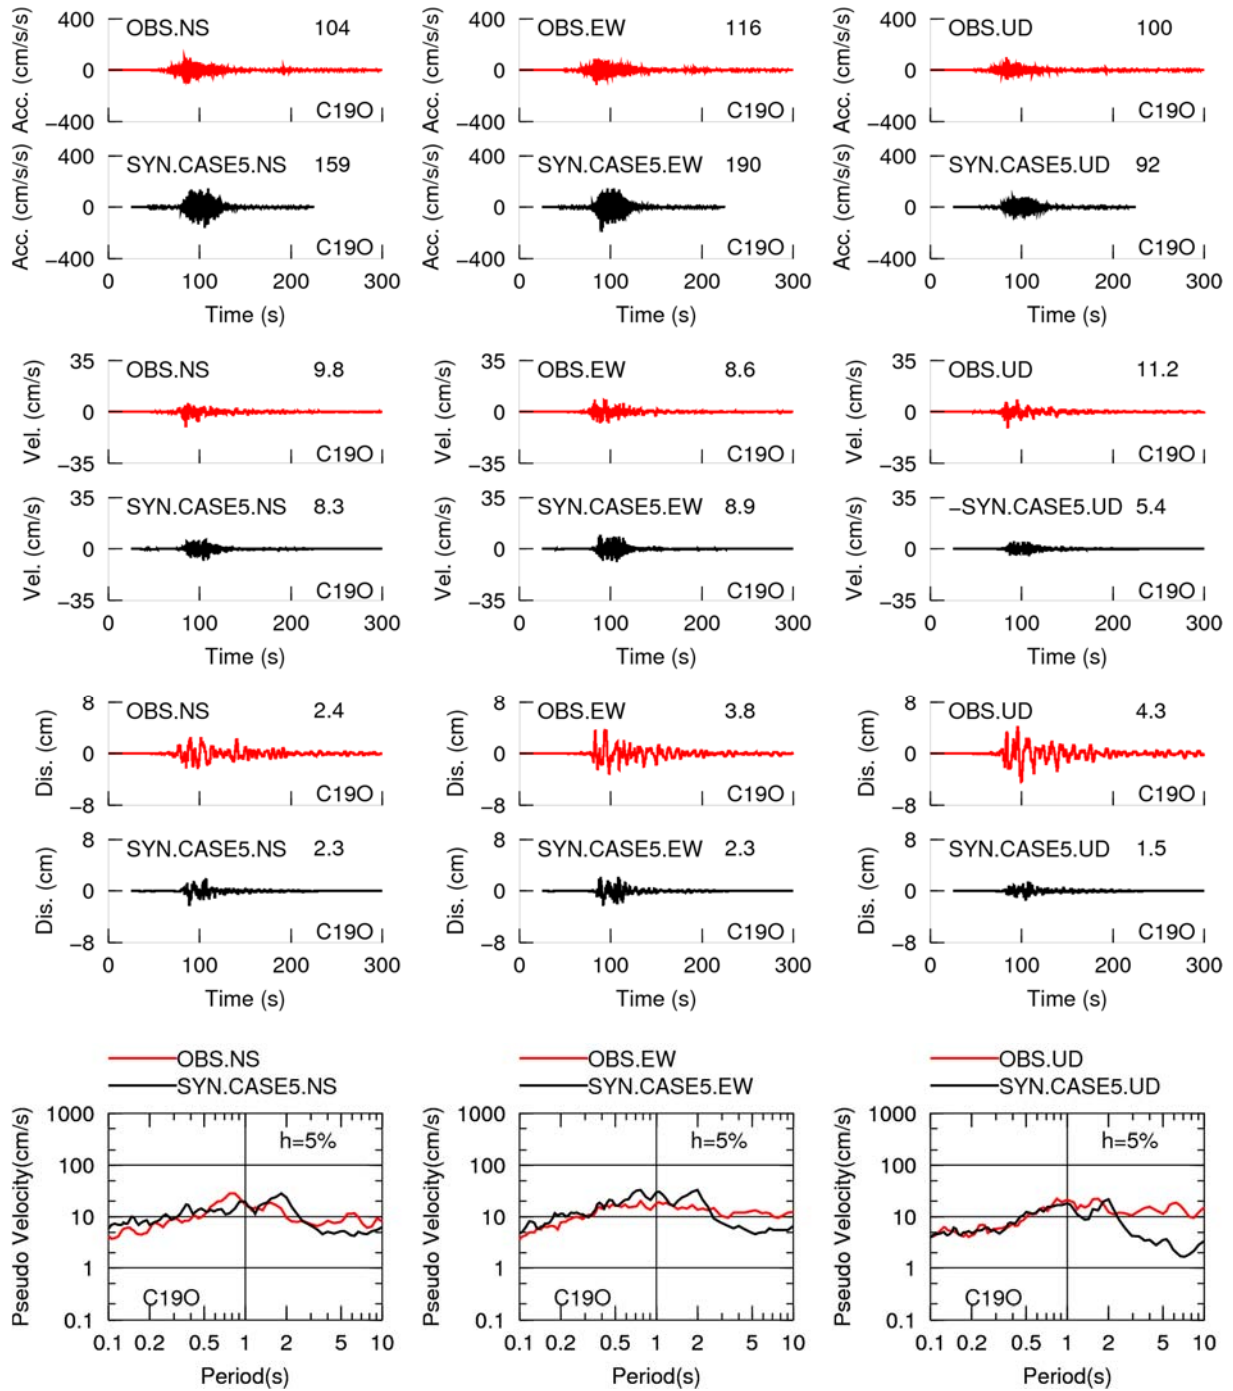 400 OBS.NS 104
Acc. (cm/s/s)
0
−400 C19O
400 OBS.EW 116
Acc. (cm/s/s)
0
−400 C19O
400 OBS.UD 100
Acc. (cm/s/s)
0
−400 C19O
400 SYN.CASE5.NS 159
Acc. (cm/s/s)
0
−400 C19O
0 100 200 300
Time (s)
400 SYN.CASE5.EW 190
Acc. (cm/s/s)
0
−400 C19O
0 100 200 300
Time (s)
400 SYN.CASE5.UD 92
Acc. (cm/s/s)
0
−400 C19O
0 100 200 300
Time (s)
35 OBS.NS 9.8
Vel. (cm/s)
0
−35 C19O
35 OBS.EW 8.6
Vel. (cm/s)
0
−35 C19O
35 OBS.UD 11.2
Vel. (cm/s)
0
−35 C19O
35 SYN.CASE5.NS 8.3
Vel. (cm/s)
0
−35 C19O
0 100 200 300
Time (s)
35 SYN.CASE5.EW 8.9
Vel. (cm/s)
0
−35 C19O
0 100 200 300
Time (s)
35 −SYN.CASE5.UD 5.4
Vel. (cm/s)
0
−35 C19O
0 100 200 300
Time (s)
8 OBS.NS 2.4
Dis. (cm)
0
−8 C19O
8 OBS.EW 3.8
Dis. (cm)
0
−8 C19O
8 OBS.UD 4.3
Dis. (cm)
0
−8 C19O
8 SYN.CASE5.NS 2.3
Dis. (cm)
0
−8 C19O
0 100 200 300
Time (s)
8 SYN.CASE5.EW 2.3
Dis. (cm)
0
−8 C19O
0 100 200 300
Time (s)
8 SYN.CASE5.UD 1.5
Dis. (cm)
0
−8 C19O
0 100 200 300
Time (s)
OBS.NS
SYN.CASE5.NS
Pseudo Velocity(cm/s)
1000
h=5%
100
10
1
C19O
0.1
0.1 0.2 0.5 1 2 5 10
Period(s)
OBS.EW
SYN.CASE5.EW
Pseudo Velocity(cm/s)
1000
h=5%
100
10
1
C19O
0.1
0.1 0.2 0.5 1 2 5 10
Period(s)
OBS.UD
SYN.CASE5.UD
Pseudo Velocity(cm/s)
1000
h=5%
100
10
1
C19O
0.1
0.1 0.2 0.5 1 2 5 10
Period(s)